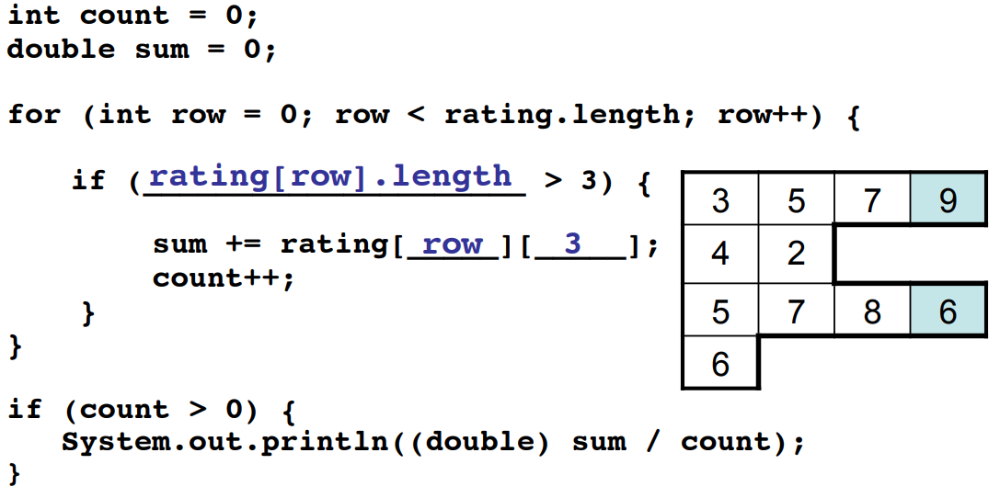 int count = 0;
double sum = 0;
for (int row = 0; row < rating.length; row++) {
if (rating[row].length > 3) {
sum += rating[row][3];
count++;
}
}
if (count > 0) {
System.out.println((double) sum / count);
}
3 5 7 9
4 2
5 7 8 6
6